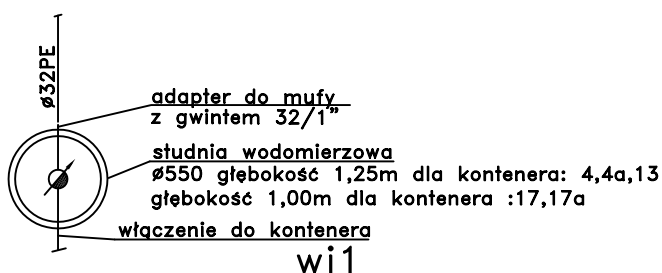 ø32PE
adapter do mufy
z gwintem 32/1”
studnia wodomierzowa
ø550 głębokość 1,25m dla kontenera: 4,4a,13
głębokość 1,00m dla kontenera :17,17a
włączenie do kontenera
wi1